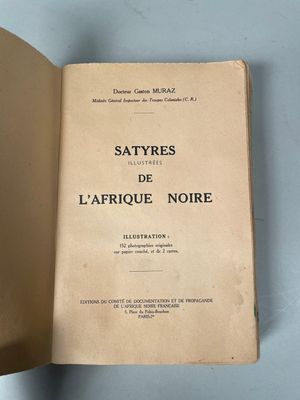 Docteur Gaston MURAZ
Médecin Général Inspecteur des Troupes Coloniales (C. R.)
SATYRES
ILLUSTRÉES
DE
L'AFRIQUE NOIRE
ILLUSTRATION :
152 photographies originales
sur papier couché, et de 2 cartes.
EDITIONS DU COMITÉ DE DOCUMENTATION ET DE PROPAGANDE
DE L'AFRIQUE NOIRE FRANÇAISE
5, Place du Palais-Bourbon
PARIS-7e